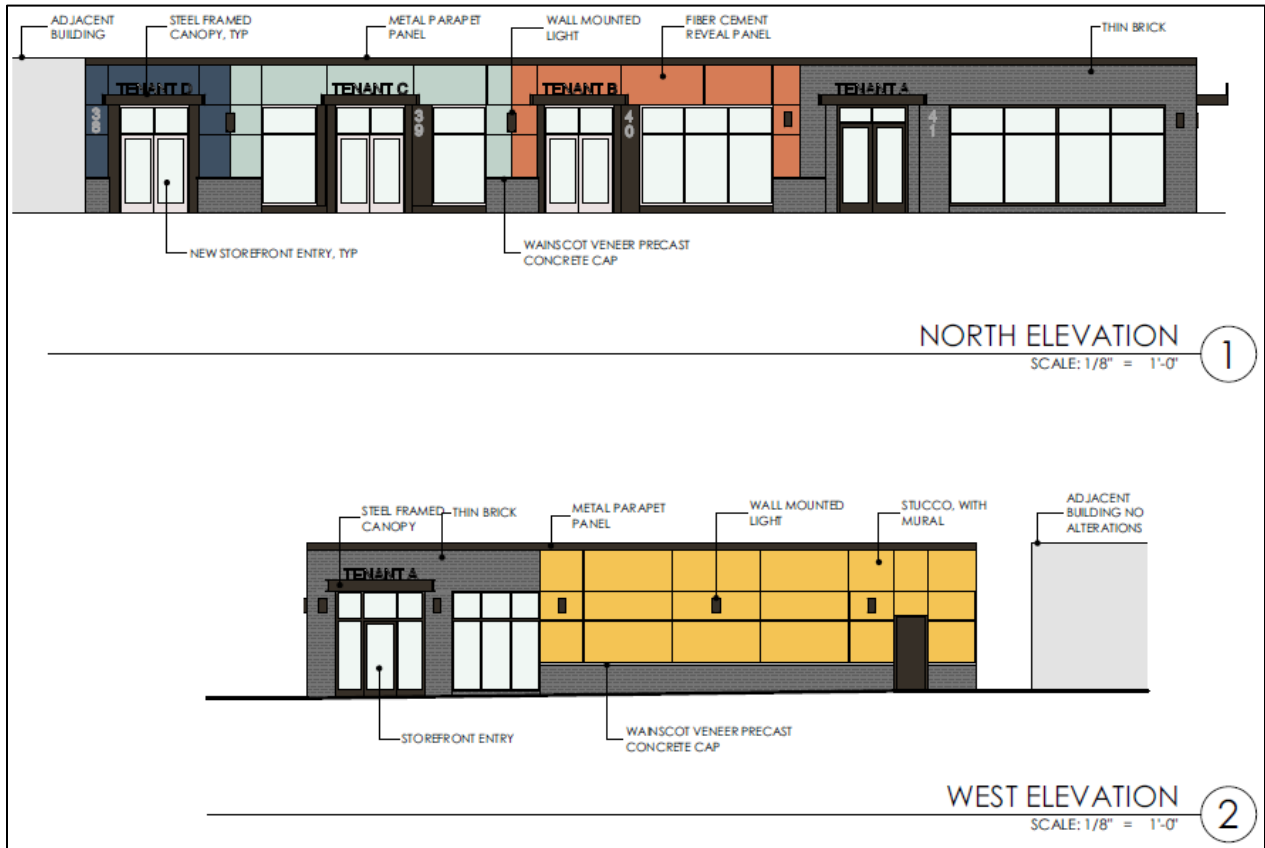 ADJACENT
BUILDING
STEEL FRAMED
CANOPY, TYP
METAL PARAPET
PANEL
WALL MOUNTED
LIGHT
FIBER CEMENT
REVEAL PANEL
THIN BRICK
TENANT D
TENANT C
TENANT B
TENANT A
38
39
40
41
NEW STOREFRONT ENTRY, TYP
WAINSCOT VENEER PRECAST
CONCRETE CAP
NORTH ELEVATION
SCALE: 1/8" = 1'-0"
1
STEEL FRAMED
CANOPY
THIN BRICK
METAL PARAPET
PANEL
WALL MOUNTED
LIGHT
STUCCO, WITH
MURAL
ADJACENT
BUILDING NO
ALTERATIONS
TENANT A
STOREFRONT ENTRY
WAINSCOT VENEER PRECAST
CONCRETE CAP
WEST ELEVATION
SCALE: 1/8" = 1'-0"
2